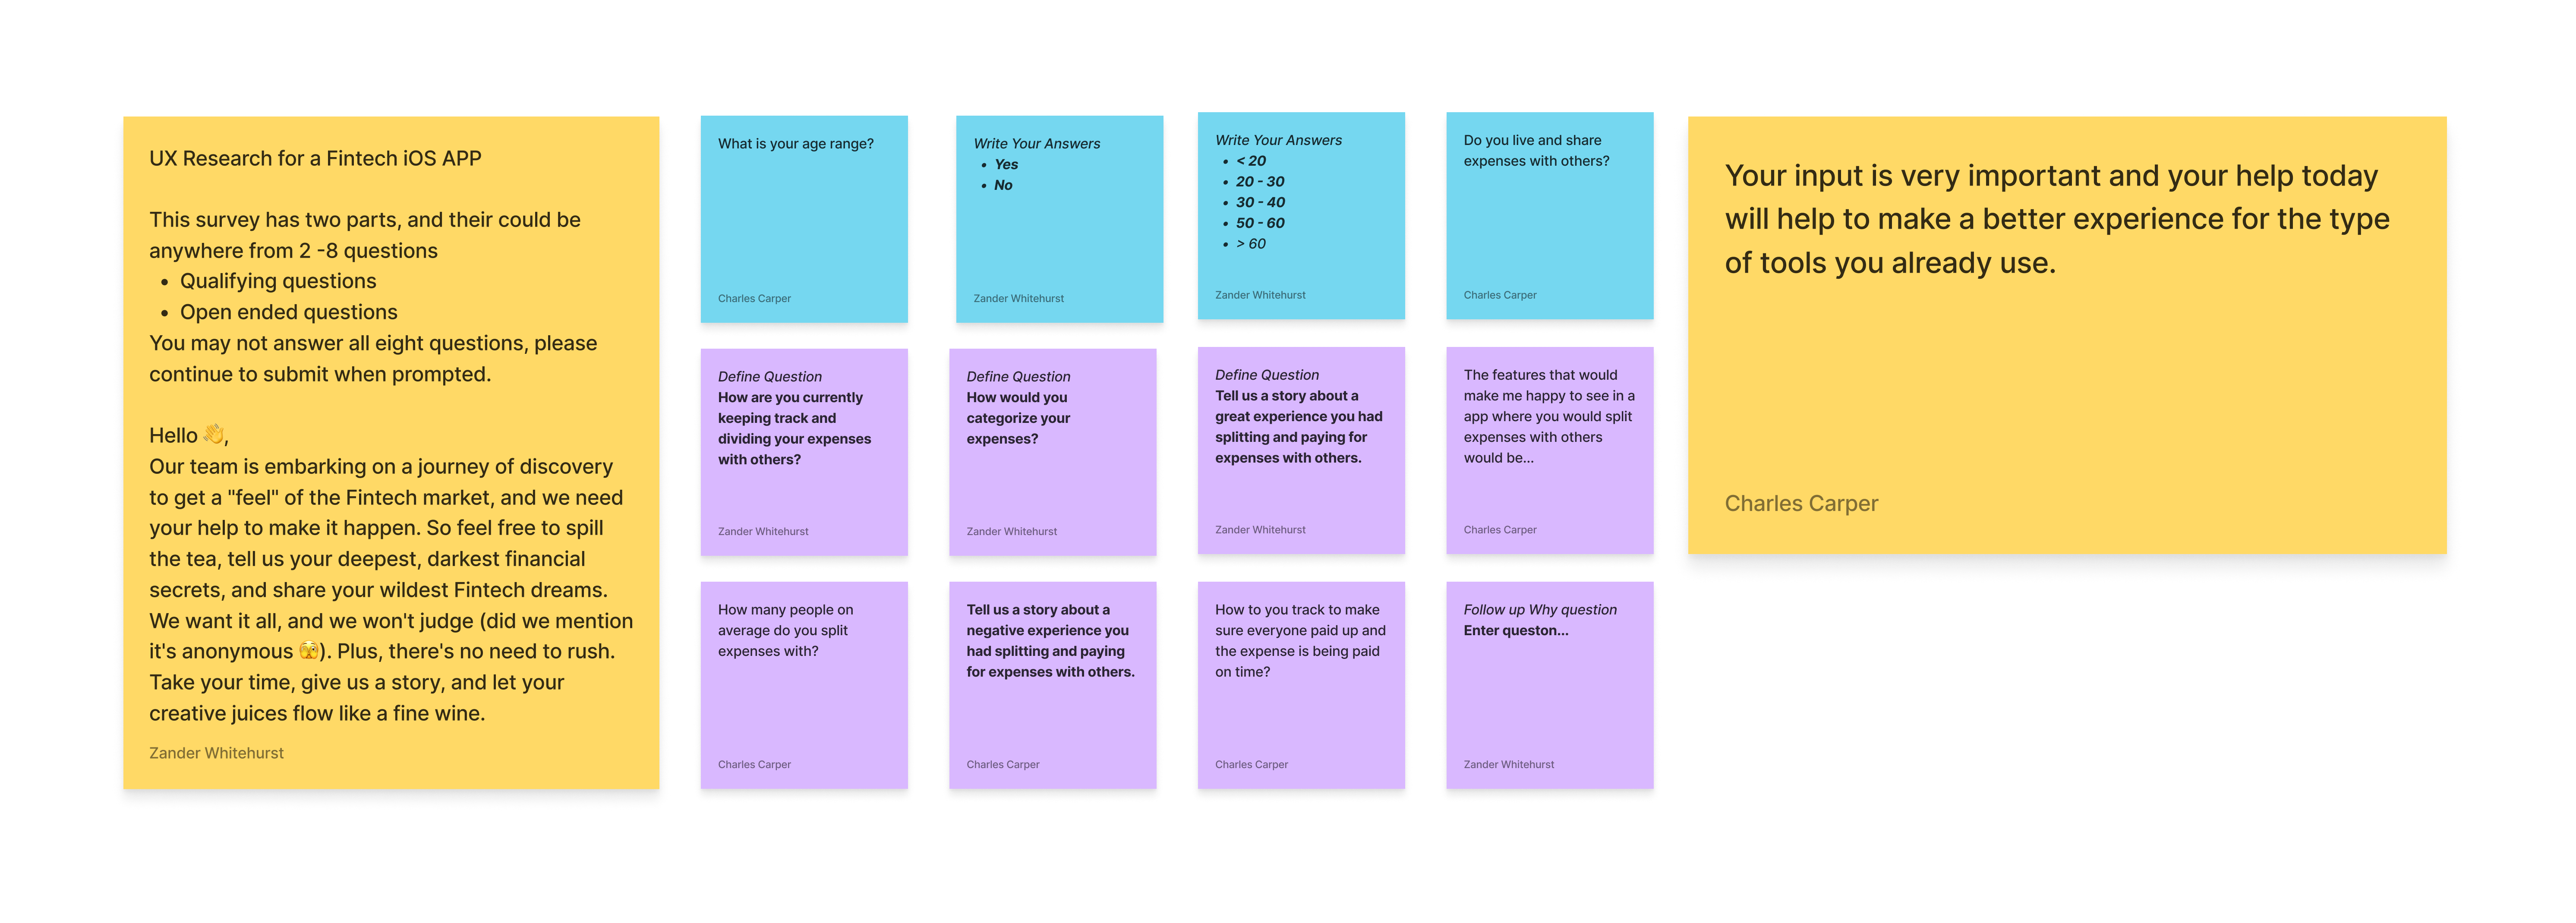 UX Research for a Fintech iOS APP
This survey has two parts, and their could be
anywhere from 2 -8 questions
• Qualifying questions
• Open ended questions
You may not answer all eight questions, please
continue to submit when prompted.
Hello 👋,
Our team is embarking on a journey of discovery
to get a "feel" of the Fintech market, and we need
your help to make it happen. So feel free to spill
the tea, tell us your deepest, darkest financial
secrets, and share your wildest Fintech dreams.
We want it all, and we won't judge (did we mention
it's anonymous 🫣). Plus, there's no need to rush.
Take your time, give us a story, and let your
creative juices flow like a fine wine.
Zander Whitehurst
What is your age range?
Charles Carper
Write Your Answers
• Yes
• No
Zander Whitehurst
Write Your Answers
• < 20
• 20 - 30
• 30 - 40
• 50 - 60
• > 60
Zander Whitehurst
Do you live and share
expenses with others?
Charles Carper
Define Question
How are you currently
keeping track and
dividing your expenses
with others?
Zander Whitehurst
Define Question
How would you
categorize your
expenses?
Zander Whitehurst
Define Question
Tell us a story about a
great experience you had
splitting and paying for
expenses with others.
Zander Whitehurst
The features that would
make me happy to see in a
app where you would split
expenses with others
would be...
Charles Carper
How many people on
average do you split
expenses with?
Charles Carper
Tell us a story about a
negative experience you
had splitting and paying
for expenses with others.
Charles Carper
How to you track to make
sure everyone paid up and
the expense is being paid
on time?
Charles Carper
Follow up Why question
Enter queston...
Zander Whitehurst
Your input is very important and your help today
will help to make a better experience for the type
of tools you already use.
Charles Carper